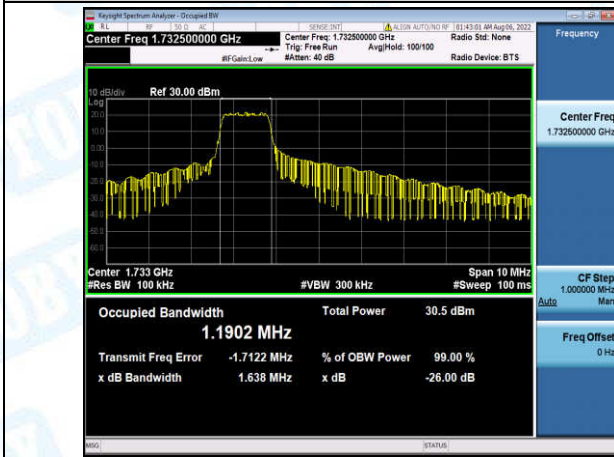 Keysight Spectrum Analyzer - Occupied BW
RL RF 50 Ω AC SENSE:INT ALIGN AUTO/NO RF 01:43:01 AM Aug 06, 2022
Center Freq 1.732500000 GHz Center Freq: 1.732500000 GHz Radio Std: None Frequency
Trig: Free Run Avg|Hold: 100/100
#IFGain:Low #Atten: 40 dB Radio Device: BTS
10 dB/div Ref 30.00 dBm
Log
20.0
10.0
0.00
-10.0
-20.0
-30.0
-40.0
-50.0
-60.0
Center Freq
1.732500000 GHz
Center 1.733 GHz Span 10 MHz
#Res BW 100 kHz #VBW 300 kHz #Sweep 100 ms
CF Step
1.000000 MHz
Auto Man
Occupied Bandwidth Total Power 30.5 dBm
1.1902 MHz
Freq Offset
0 Hz
Transmit Freq Error -1.7122 MHz % of OBW Power 99.00 %
x dB Bandwidth 1.638 MHz x dB -26.00 dB
MSG STATUS